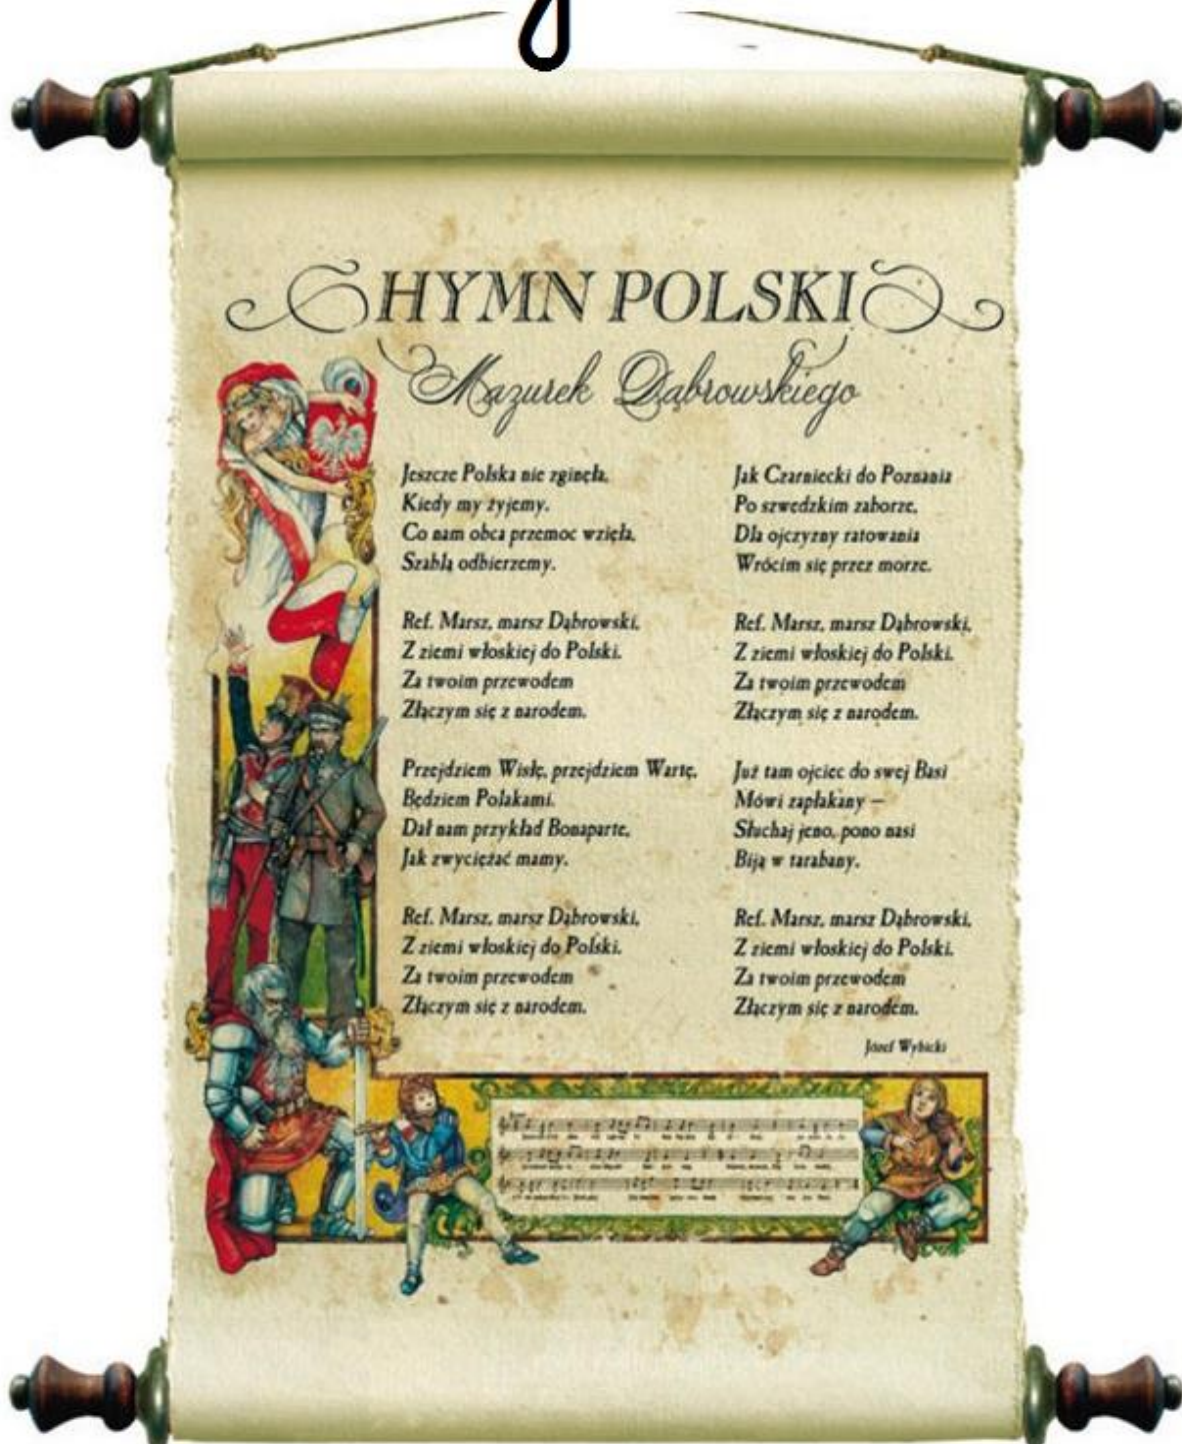 HYMN POLSKI
Mazurek Dąbrowskiego
Jeszcze Polska nie zginęła,
Kiedy my żyjemy.
Co nam obca przemoc wzięła,
Szablą odbierzemy.
Ref. Marsz, marsz Dąbrowski,
Z ziemi włoskiej do Polski.
Za twoim przewodem
Złączym się z narodem.
Przejdziem Wisłę, przejdziem Wartę,
Będziem Polakami.
Dał nam przykład Bonaparte,
Jak zwyciężać mamy.
Ref. Marsz, marsz Dąbrowski,
Z ziemi włoskiej do Polski.
Za twoim przewodem
Złączym się z narodem.
Jak Czarniecki do Poznania
Po szwedzkim zaborze,
Dla ojczyzny ratowania
Wrócim się przez morze.
Ref. Marsz, marsz Dąbrowski,
Z ziemi włoskiej do Polski.
Za twoim przewodem
Złączym się z narodem.
Już tam ojciec do swej Basi
Mówi zapłakany –
Słuchaj jeno, pono nasi
Biją w tarabany.
Ref. Marsz, marsz Dąbrowski,
Z ziemi włoskiej do Polski.
Za twoim przewodem
Złączym się z narodem.
Józef Wybicki